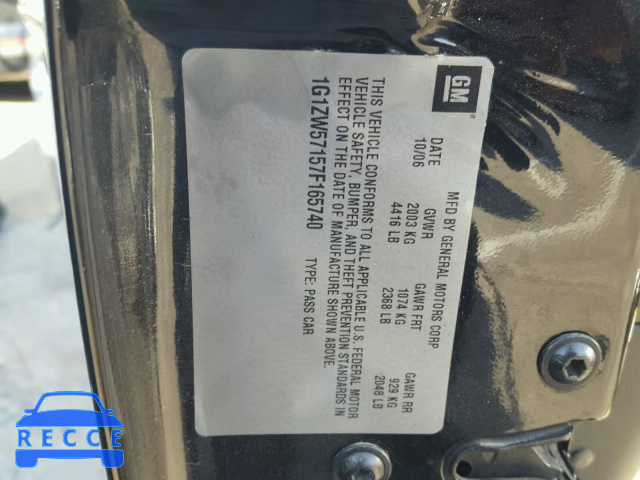 GM
MFD BY GENERAL MOTORS CORP
DATE GVWR GAWR FRT GAWR RR
10/06 2003 KG 1074 KG 929 KG
4416 LB 2368 LB 2048 LB
THIS VEHICLE CONFORMS TO ALL APPLICABLE U.S. FEDERAL MOTOR
VEHICLE SAFETY, BUMPER, AND THEFT PREVENTION STANDARDS IN
EFFECT ON THE DATE OF MANUFACTURE SHOWN ABOVE.
1G1ZW57157F165740 TYPE: PASS CAR
RECCE